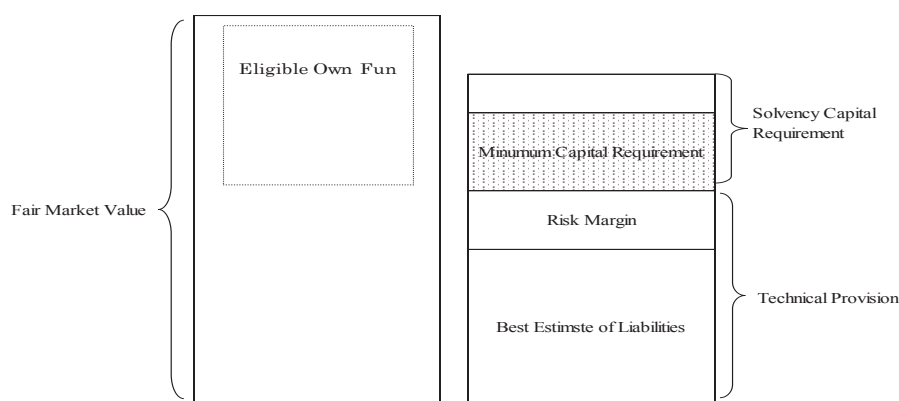 Eligible Own Fun
Solvency Capital
Requirement
Minumum Capital Requirement
Fair Market Value
Risk Margin
Technical Provision
Best Estimste of Liabilities